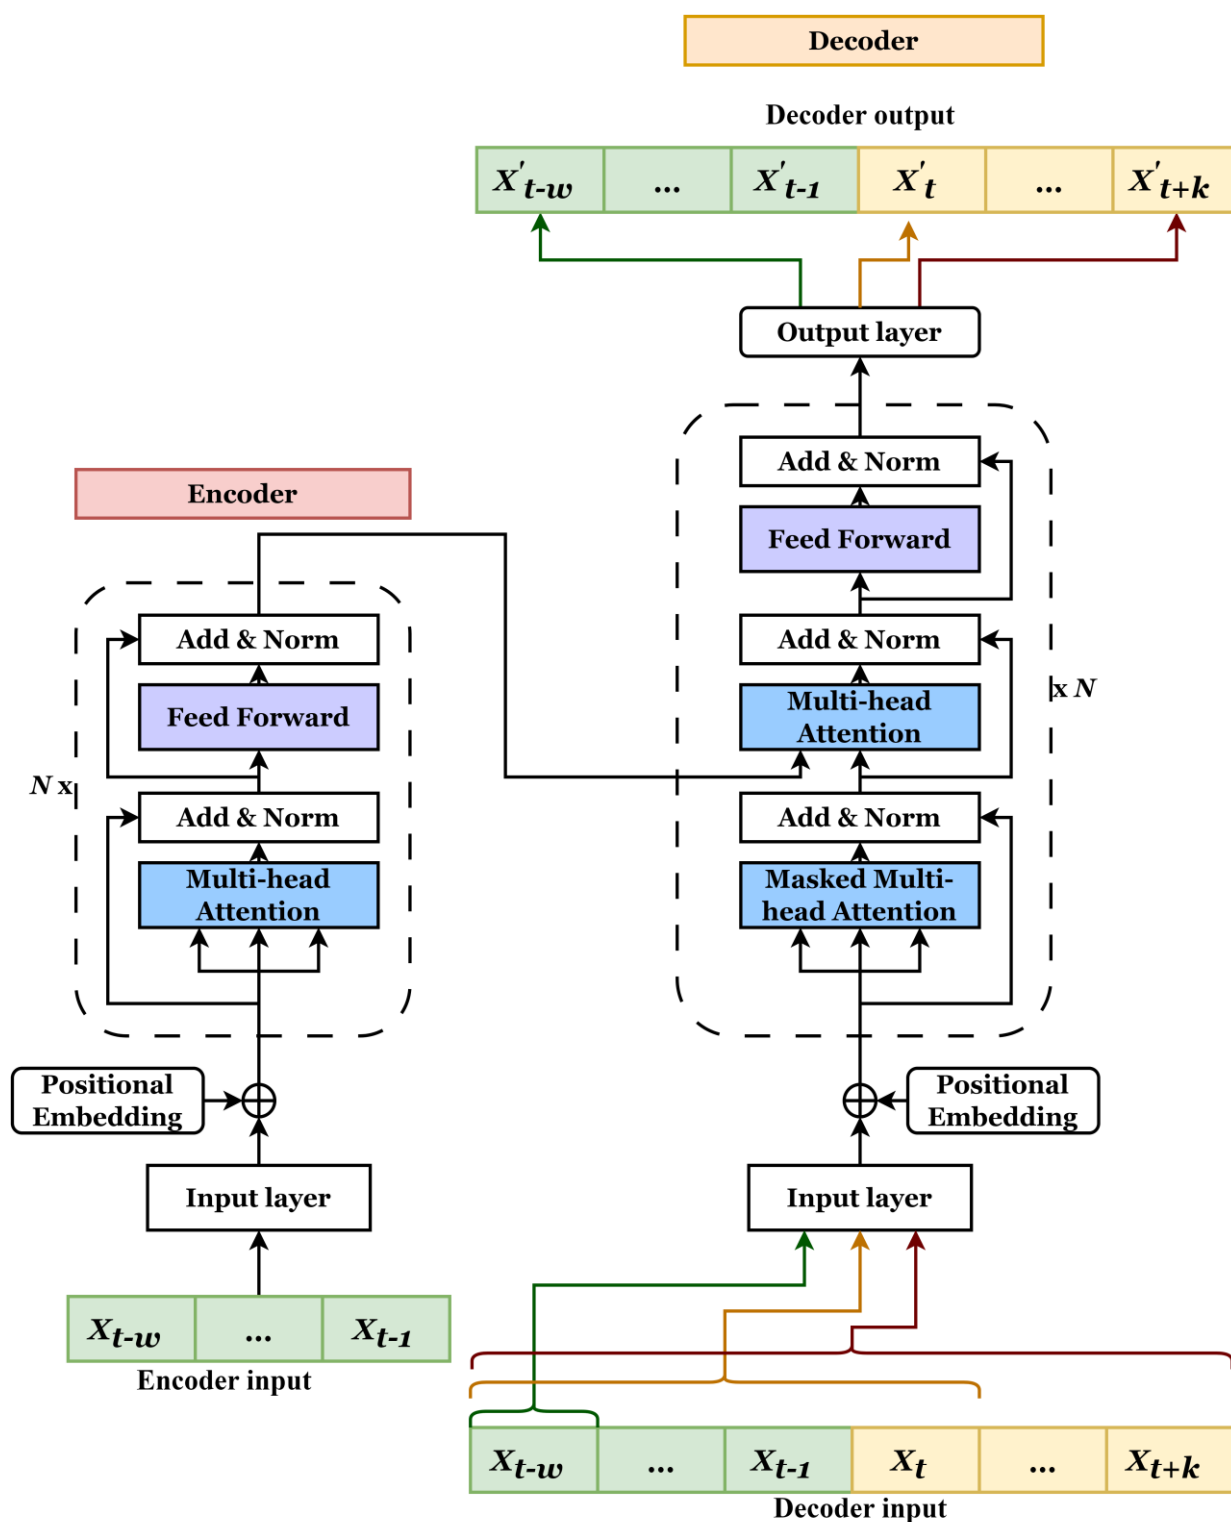 Decoder
Decoder output
X't-w ... X't-1 X't ... X't+k
Output layer
Add & Norm
Feed Forward
Add & Norm
Multi-head
Attention
x N
Add & Norm
Masked Multi-
head Attention
Positional
Embedding
Input layer
Encoder
Add & Norm
Feed Forward
N x
Add & Norm
Multi-head
Attention
Positional
Embedding
Input layer
Xt-w ... Xt-1
Encoder input
Xt-w ... Xt-1 Xt ... Xt+k
Decoder input